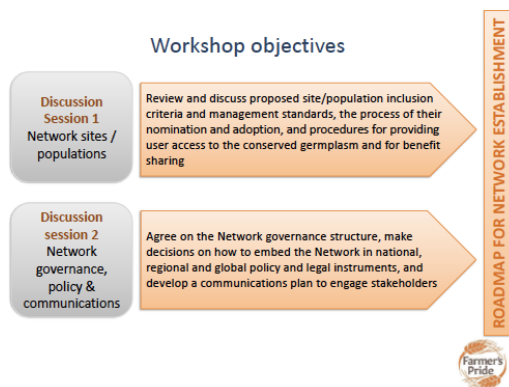 Workshop objectives
Discussion
Session 1
Network sites /
populations
Review and discuss proposed site/population inclusion
criteria and management standards, the process of their
nomination and adoption, and procedures for providing
user access to the conserved germplasm and for benefit
sharing
Discussion
session 2
Network
governance,
policy &
communications
Agree on the Network governance structure, make
decisions on how to embed the Network in national,
regional and global policy and legal instruments, and
develop a communications plan to engage stakeholders
ROADMAP FOR NETWORK ESTABLISHMENT
Farmer's
Pride